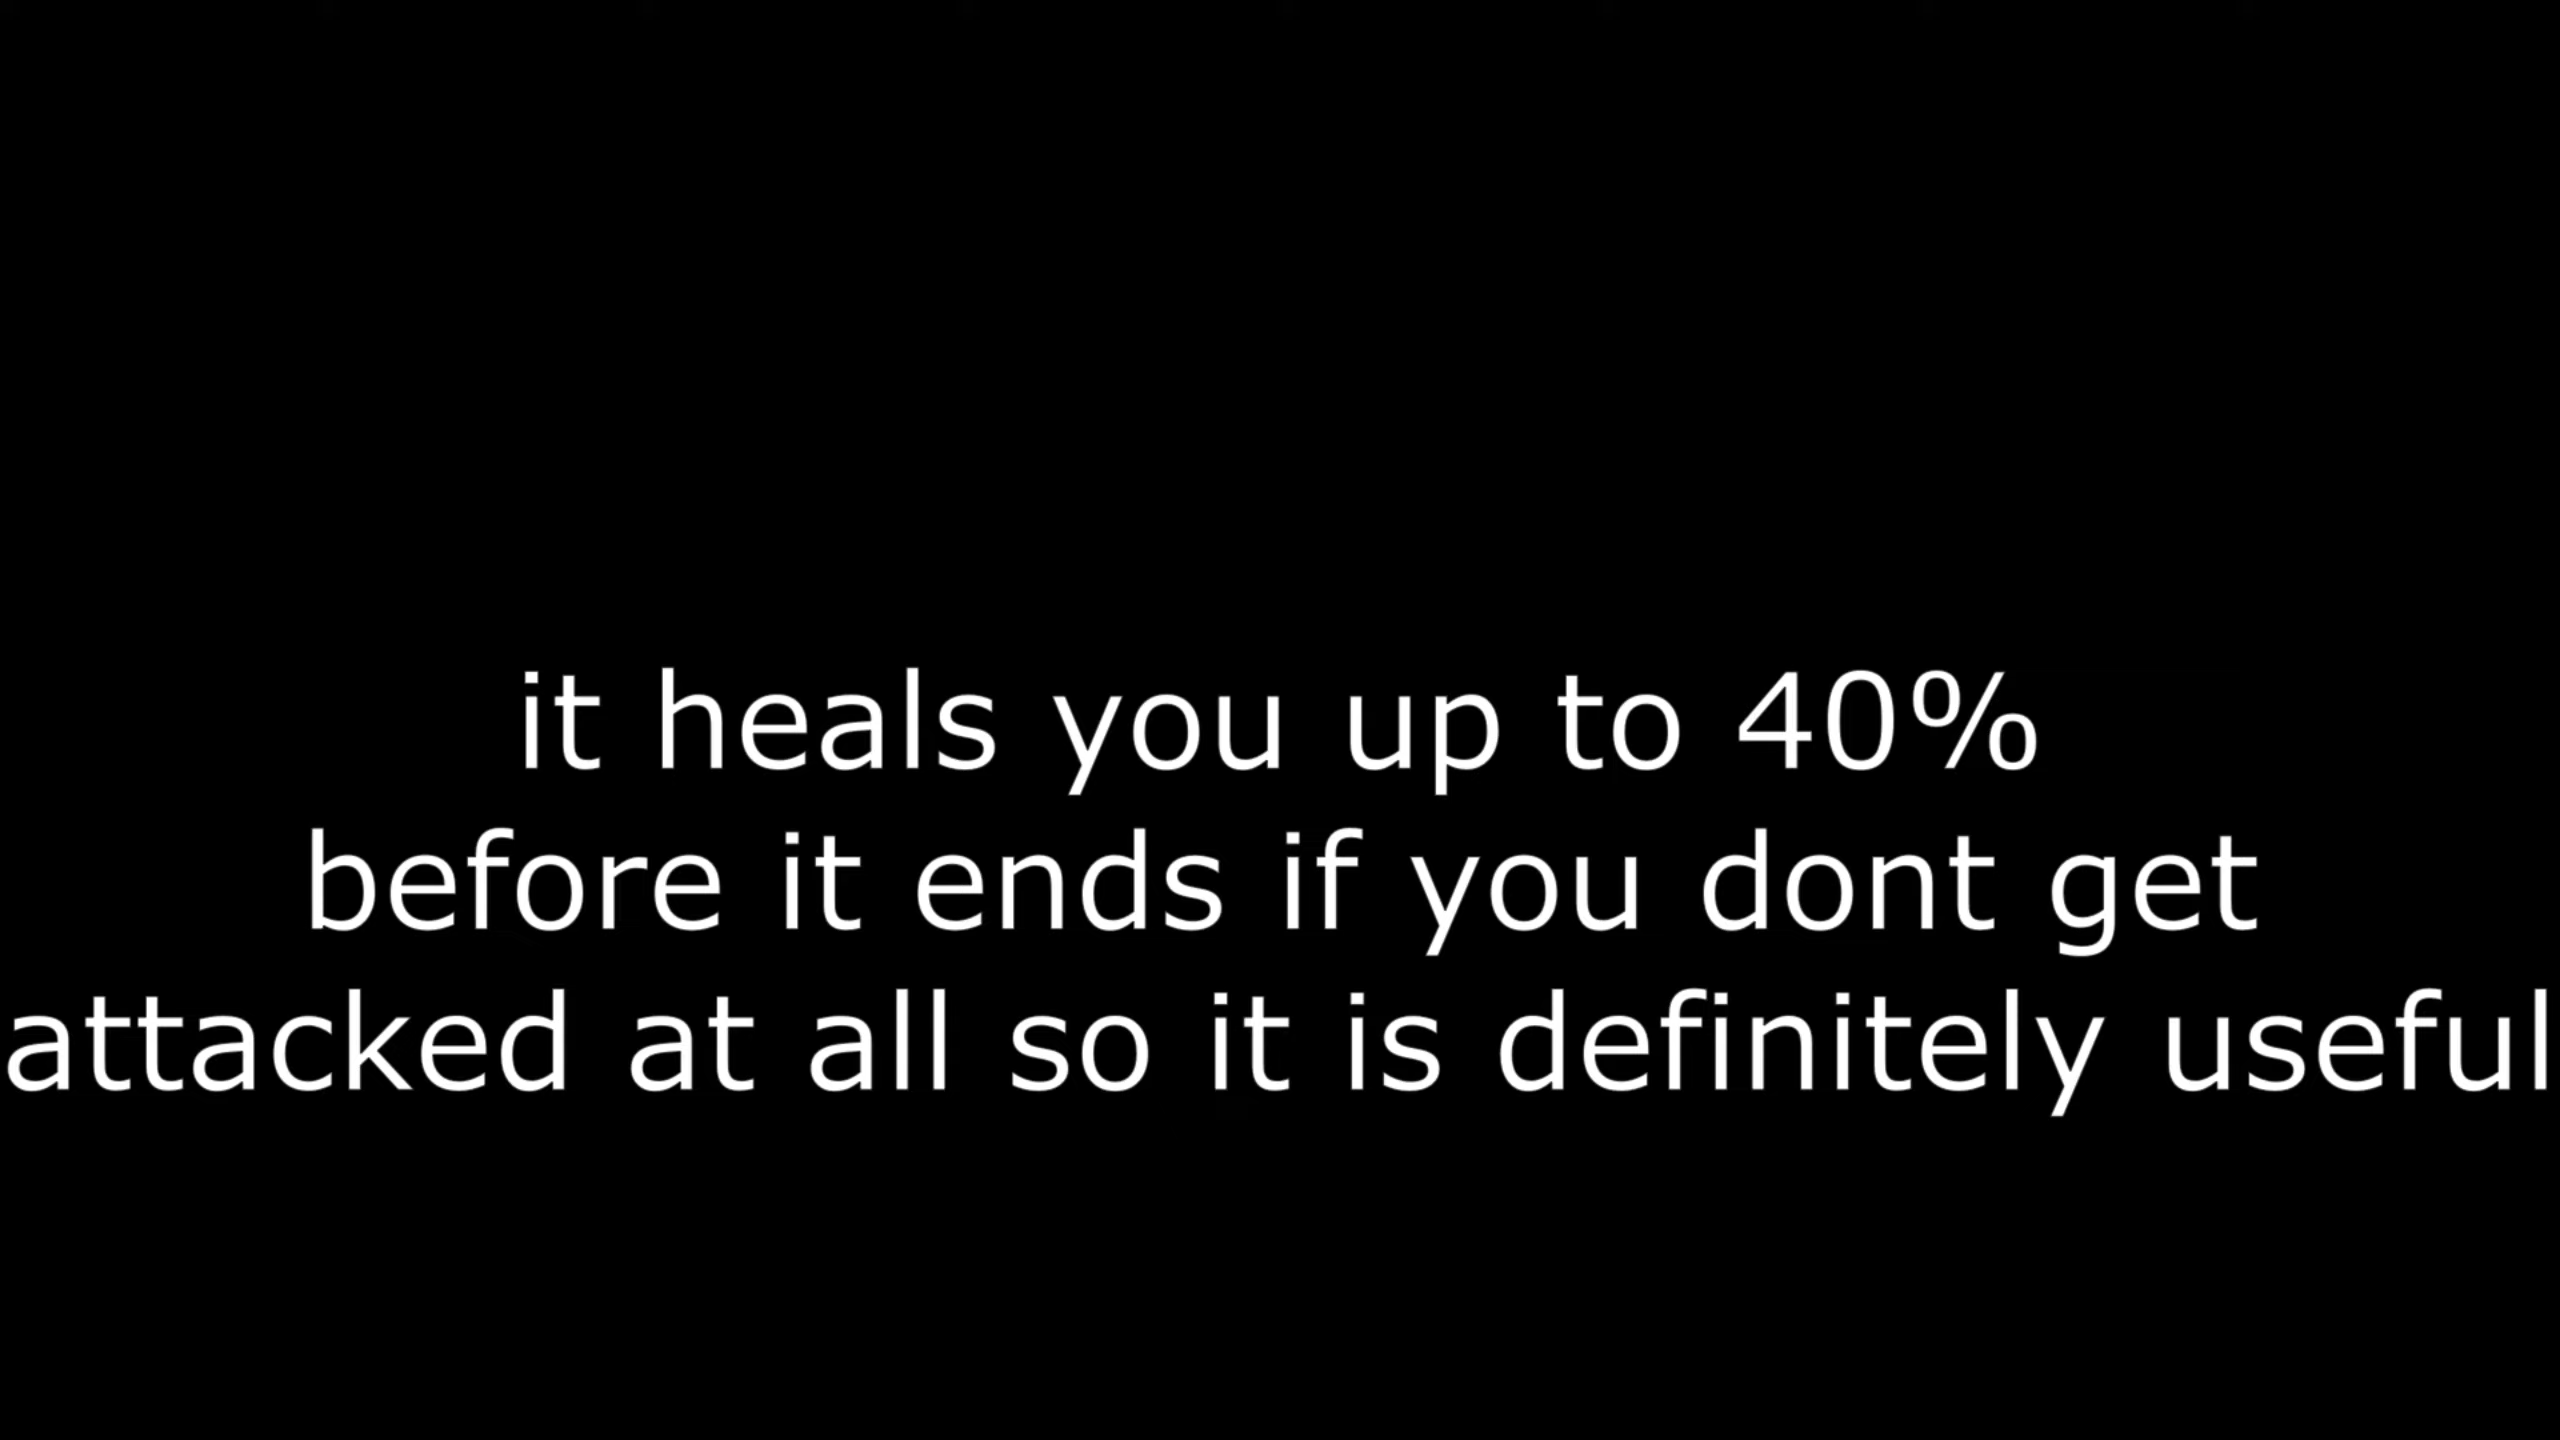 it heals you up to 40%
before it ends if you dont get
attacked at all so it is definitely useful